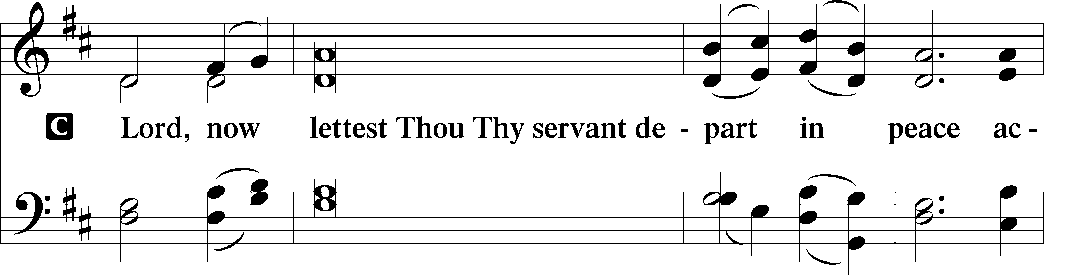 C Lord, now lettest Thou Thy servant de - part in peace ac -